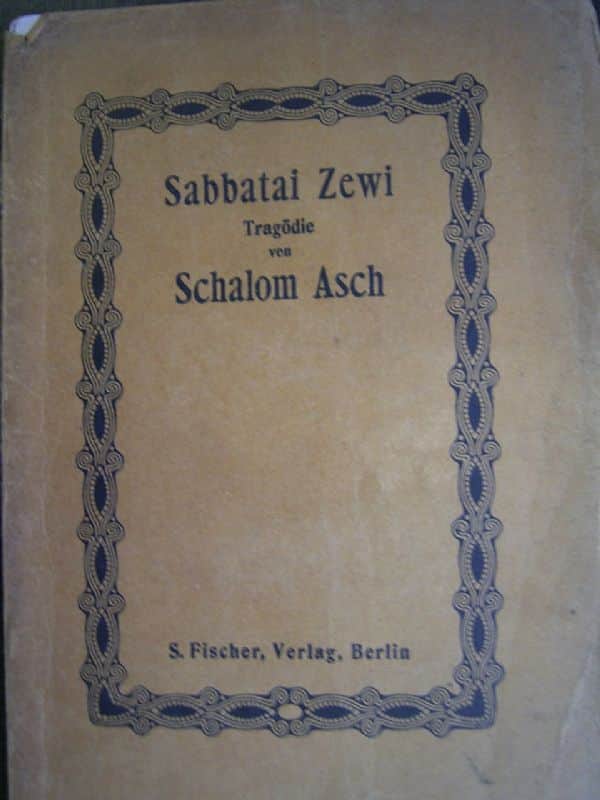 Sabbatai Zewi
Tragödie
von
Schalom Asch
S. Fischer, Verlag, Berlin